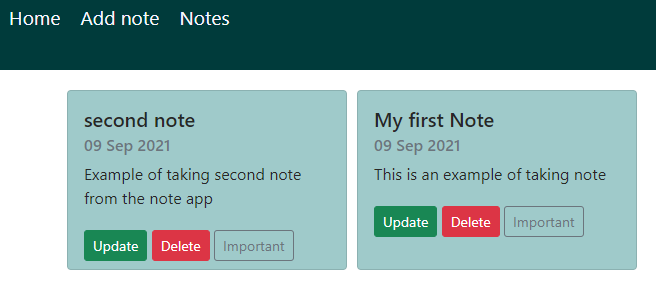 Home Add note Notes
second note
09 Sep 2021
Example of taking second note
from the note app
Update Delete Important
My first Note
09 Sep 2021
This is an example of taking note
Update Delete Important